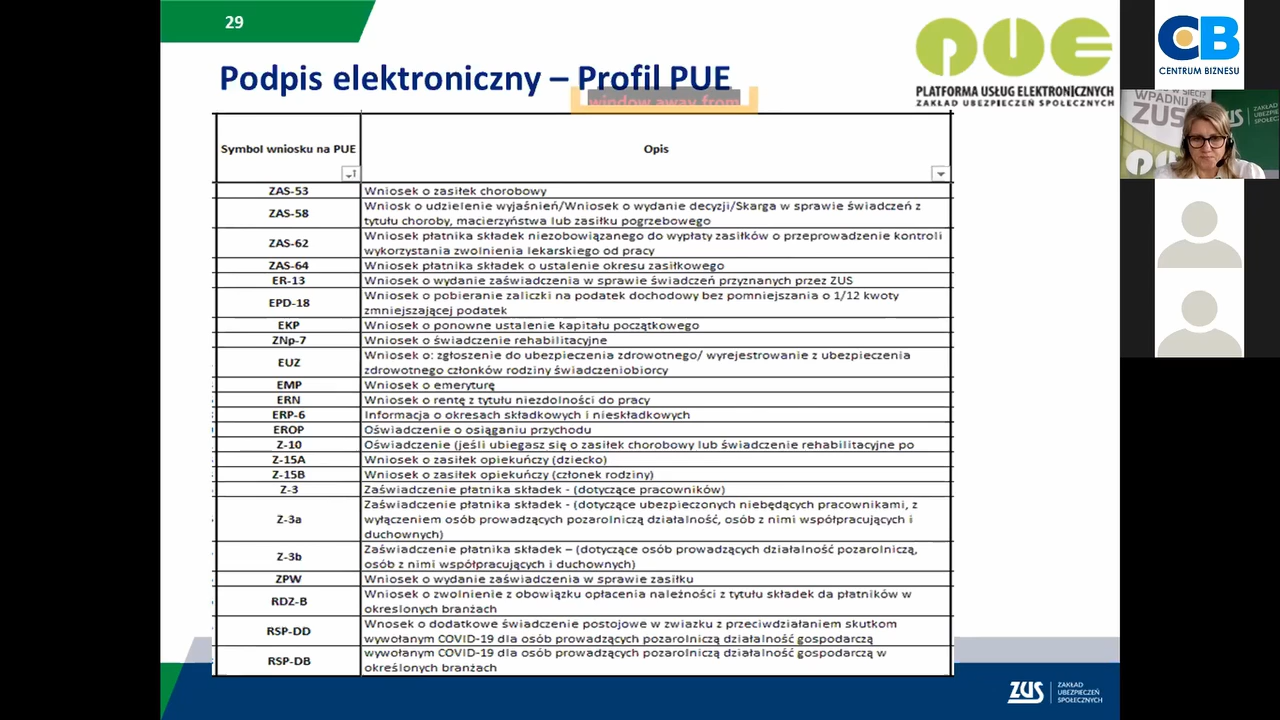 29
Podpis elektroniczny – Profil PUE
window away from
PUE
PLATFORMA USŁUG ELEKTRONICZNYCH
ZAKŁAD UBEZPIECZEŃ SPOŁECZNYCH
CB
CENTRUM BIZNESU
WPADNIJ DO
ZUS
ZUS
Symbol wniosku na PUE
Opis
ZAS-53 Wniosek o zasiłek chorobowy
ZAS-58 Wniosk o udzielenie wyjaśnień/Wniosek o wydanie decyzji/Skarga w sprawie świadczeń z
tytułu choroby, macierzyństwa lub zasiłku pogrzebowego
ZAS-62 Wniosek płatnika składek niezobowiązanego do wypłaty zasiłków o przeprowadzenie kontroli
wykorzystania zwolnienia lekarskiego od pracy
ZAS-64 Wniosek płatnika składek o ustalenie okresu zasiłkowego
ER-13 Wniosek o wydanie zaświadczenia w sprawie świadczeń przyznanych przez ZUS
EPD-18 Wniosek o pobieranie zaliczki na podatek dochodowy bez pomniejszania o 1/12 kwoty
zmniejszającej podatek
EKP Wniosek o ponowne ustalenie kapitału początkowego
ZNp-7 Wniosek o świadczenie rehabilitacyjne
EUZ Wniosek o: zgłoszenie do ubezpieczenia zdrowotnego/ wyrejestrowanie z ubezpieczenia
zdrowotnego członków rodziny świadczeniobiorcy
EMP Wniosek o emeryturę
ERN Wniosek o rentę z tytułu niezdolności do pracy
ERP-6 Informacja o okresach składkowych i nieskładkowych
EROP Oświadczenie o osiąganiu przychodu
Z-10 Oświadczenie (jeśli ubiegasz się o zasiłek chorobowy lub świadczenie rehabilitacyjne po
Z-15A Wniosek o zasiłek opiekuńczy (dziecko)
Z-15B Wniosek o zasiłek opiekuńczy (członek rodziny)
Z-3 Zaświadczenie płatnika składek - (dotyczące pracowników)
Z-3a Zaświadczenie płatnika składek - (dotyczące ubezpieczonych niebędących pracownikami, z
wyłączeniem osób prowadzących pozarolniczą działalność, osób z nimi współpracujących i
duchownych)
Z-3b Zaświadczenie płatnika składek – (dotyczące osób prowadzących działalność pozarolniczą,
osób z nimi współpracujących i duchownych)
ZPW Wniosek o wydanie zaświadczenia w sprawie zasiłku
RDZ-B Wniosek o zwolnienie z obowiązku opłacenia należności z tytułu składek da płatników w
okreslonych branżach
RSP-DD Wnosek o dodatkowe świadczenie postojowe w zwiazku z przeciwdziałaniem skutkom
wywołanym COVID-19 dla osób prowadzących pozarolniczą działalność gospodarczą
RSP-DB wywołanym COVID-19 dla osób prowadzących pozarolniczą działalność gospodarczą w
określonych branżach
ZUS
ZAKŁAD
UBEZPIECZEŃ
SPOŁECZNYCH